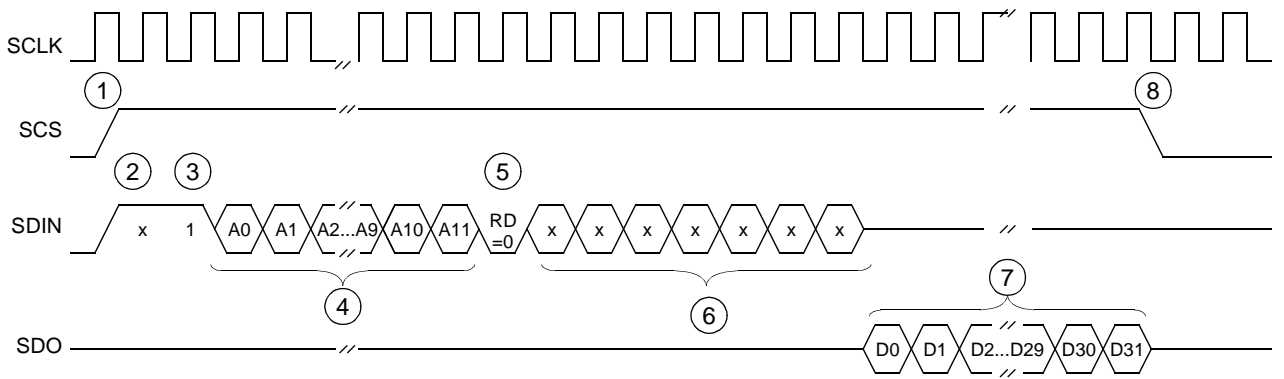 SCLK //
//
1 8
SCS // //
2 3 5
SDIN x 1 A0 A1 A2...A9 A10 A11 RD =0 x x x x x x x //
4 6 7
SDO // D0 D1 D2...D29 D30 D31